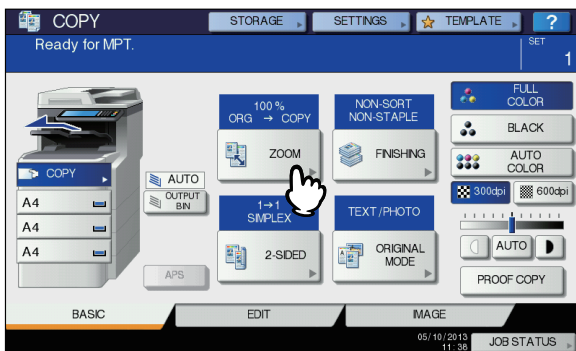 COPY
STORAGE
SETTINGS
TEMPLATE
?
Ready for MPT.
SET
1
100 %
ORG → COPY
ZOOM
NON-SORT
NON-STAPLE
FINISHING
FULL
COLOR
BLACK
AUTO
COLOR
300dpi
600dpi
COPY
A4
A4
A4
AUTO
OUTPUT
BIN
APS
1→1
SIMPLEX
2-SIDED
TEXT/PHOTO
ORIGINAL
MODE
AUTO
PROOF COPY
BASIC
EDIT
IMAGE
05/10/2013
11:38
JOB STATUS